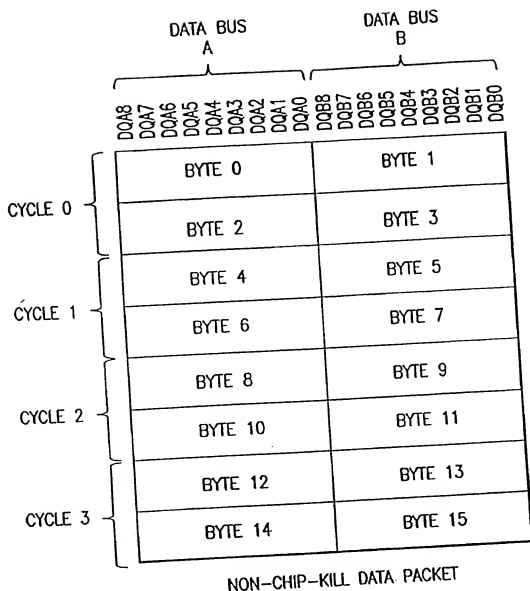 DATA BUS A
DATA BUS B
DQA8 DQA7 DQA6 DQA5 DQA4 DQA3 DQA2 DQA1 DQA0 DQB8 DQB7 DQB6 DQB5 DQB4 DQB3 DQB2 DQB1 DQB0
CYCLE 0
BYTE 0 BYTE 1
BYTE 2 BYTE 3
CYCLE 1
BYTE 4 BYTE 5
BYTE 6 BYTE 7
CYCLE 2
BYTE 8 BYTE 9
BYTE 10 BYTE 11
CYCLE 3
BYTE 12 BYTE 13
BYTE 14 BYTE 15
NON-CHIP-KILL DATA PACKET